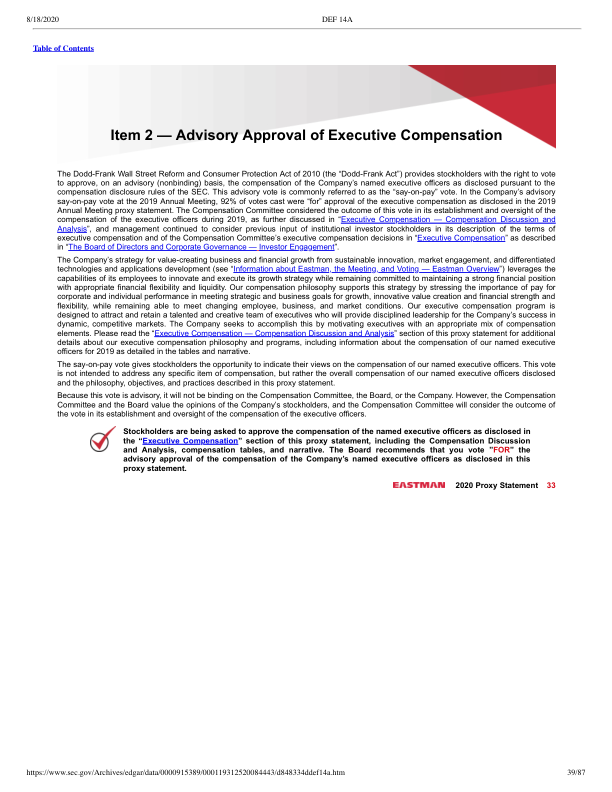 8/18/2020 DEF 14A
Table of Contents
Item 2 — Advisory Approval of Executive Compensation
The Dodd-Frank Wall Street Reform and Consumer Protection Act of 2010 (the “Dodd-Frank Act”) provides stockholders with the right to vote
to approve, on an advisory (nonbinding) basis, the compensation of the Company’s named executive officers as disclosed pursuant to the
compensation disclosure rules of the SEC. This advisory vote is commonly referred to as the “say-on-pay” vote. In the Company’s advisory
say-on-pay vote at the 2019 Annual Meeting, 92% of votes cast were “for” approval of the executive compensation as disclosed in the 2019
Annual Meeting proxy statement. The Compensation Committee considered the outcome of this vote in its establishment and oversight of the
compensation of the executive officers during 2019, as further discussed in “Executive Compensation — Compensation Discussion and
Analysis”, and management continued to consider previous input of institutional investor stockholders in its description of the terms of
executive compensation and of the Compensation Committee’s executive compensation decisions in “Executive Compensation” as described
in “The Board of Directors and Corporate Governance — Investor Engagement”.
The Company’s strategy for value-creating business and financial growth from sustainable innovation, market engagement, and differentiated
technologies and applications development (see “Information about Eastman, the Meeting, and Voting — Eastman Overview”) leverages the
capabilities of its employees to innovate and execute its growth strategy while remaining committed to maintaining a strong financial position
with appropriate financial flexibility and liquidity. Our compensation philosophy supports this strategy by stressing the importance of pay for
corporate and individual performance in meeting strategic and business goals for growth, innovative value creation and financial strength and
flexibility, while remaining able to meet changing employee, business, and market conditions. Our executive compensation program is
designed to attract and retain a talented and creative team of executives who will provide disciplined leadership for the Company’s success in
dynamic, competitive markets. The Company seeks to accomplish this by motivating executives with an appropriate mix of compensation
elements. Please read the “Executive Compensation — Compensation Discussion and Analysis” section of this proxy statement for additional
details about our executive compensation philosophy and programs, including information about the compensation of our named executive
officers for 2019 as detailed in the tables and narrative.
The say-on-pay vote gives stockholders the opportunity to indicate their views on the compensation of our named executive officers. This vote
is not intended to address any specific item of compensation, but rather the overall compensation of our named executive officers disclosed
and the philosophy, objectives, and practices described in this proxy statement.
Because this vote is advisory, it will not be binding on the Compensation Committee, the Board, or the Company. However, the Compensation
Committee and the Board value the opinions of the Company’s stockholders, and the Compensation Committee will consider the outcome of
the vote in its establishment and oversight of the compensation of the executive officers.
Stockholders are being asked to approve the compensation of the named executive officers as disclosed in
the “Executive Compensation” section of this proxy statement, including the Compensation Discussion
and Analysis, compensation tables, and narrative. The Board recommends that you vote "FOR" the
advisory approval of the compensation of the Company’s named executive officers as disclosed in this
proxy statement.
EASTMAN 2020 Proxy Statement 33
https://www.sec.gov/Archives/edgar/data/0000915389/000119312520084443/d848334ddef14a.htm 39/87